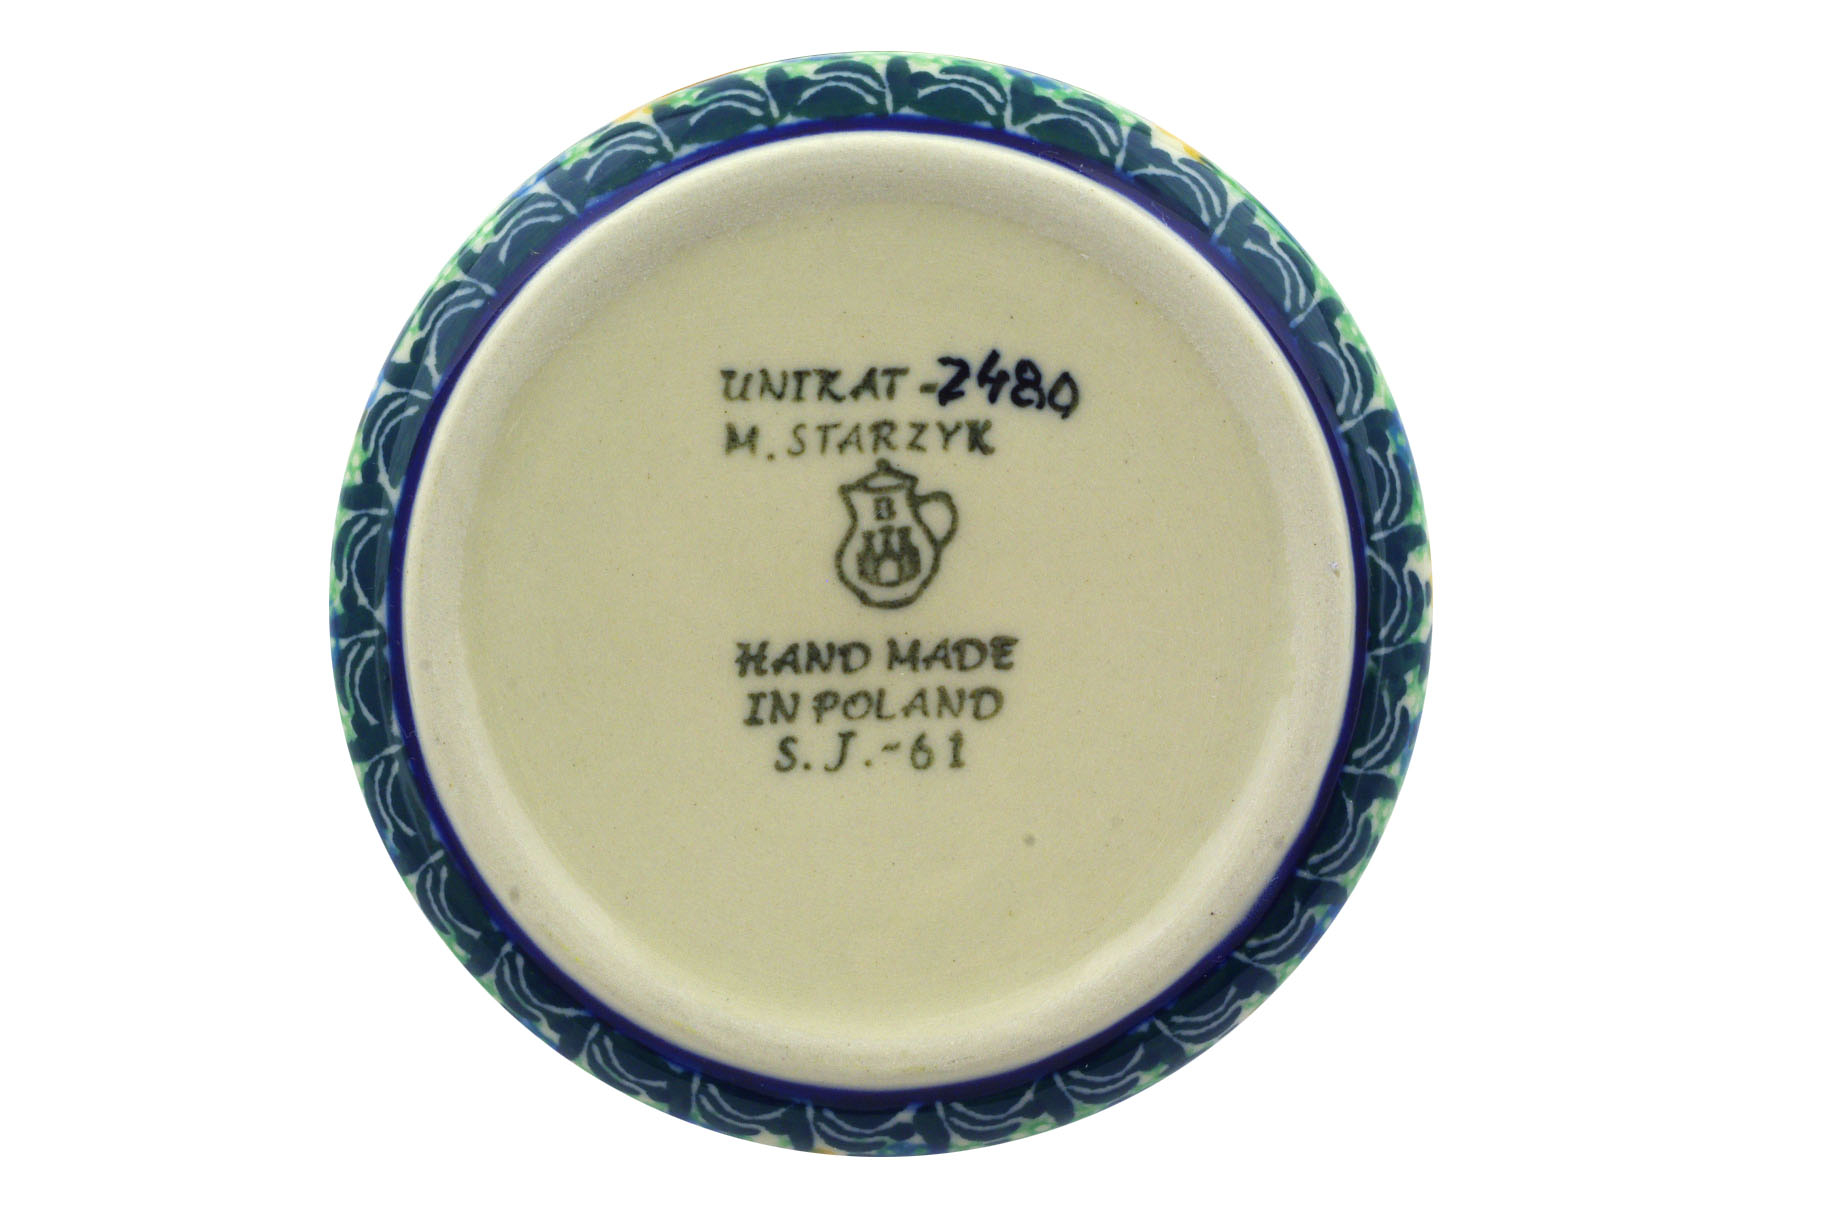 UNIKAT-2480
M. STARZYK
B
HAND MADE
IN POLAND
S.J.-61